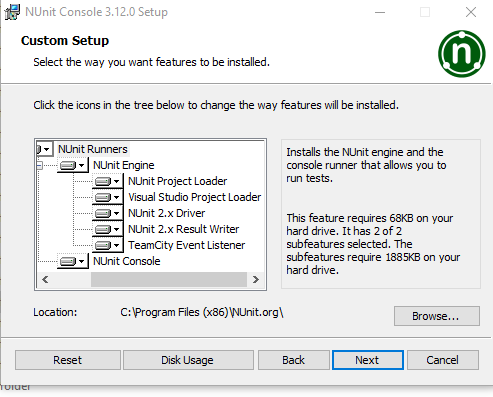 NUnit Console 3.12.0 Setup
Custom Setup
Select the way you want features to be installed.
n
Click the icons in the tree below to change the way features will be installed.
NUnit Runners
NUnit Engine
NUnit Project Loader
Visual Studio Project Loader
NUnit 2.x Driver
NUnit 2.x Result Writer
TeamCity Event Listener
NUnit Console
Installs the NUnit engine and the
console runner that allows you to
run tests.
This feature requires 68KB on your
hard drive. It has 2 of 2
subfeatures selected. The
subfeatures require 1885KB on your
hard drive.
Location:
C:\Program Files (x86)\NUnit.org\
Browse...
Reset
Disk Usage
Back
Next
Cancel